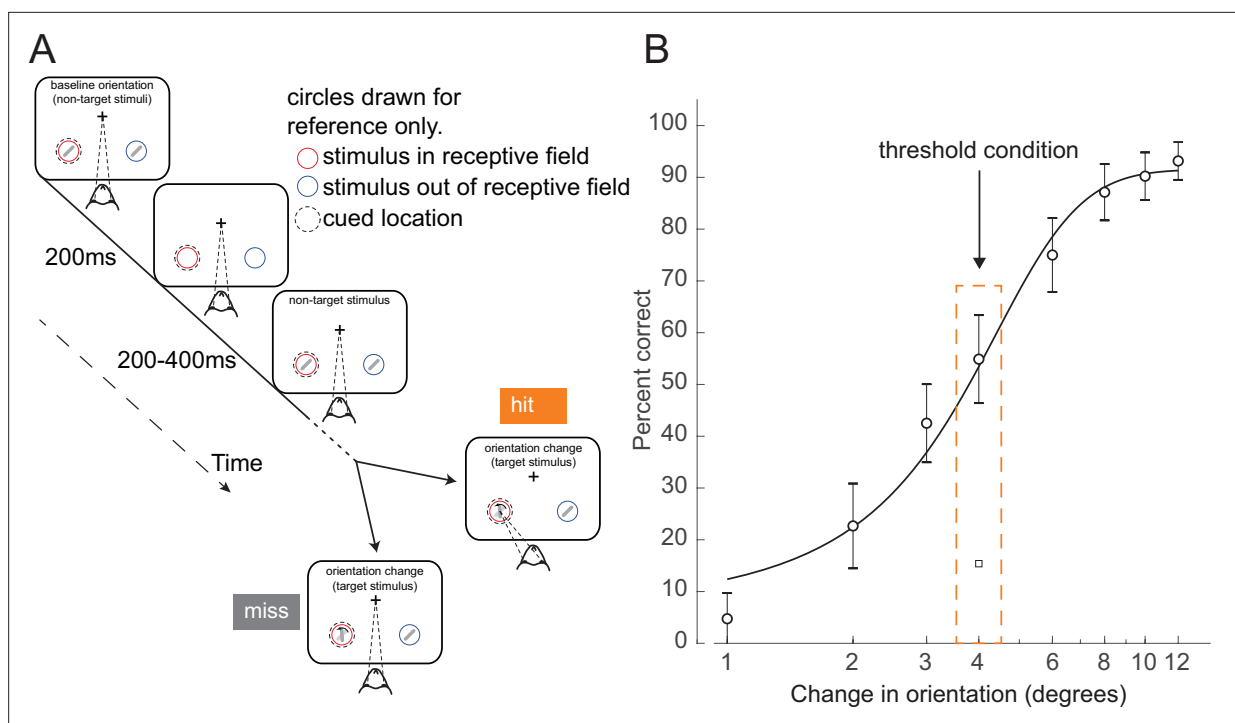 A
baseline orientation
(non-target stimuli)
+
circles drawn for
reference only.
stimulus in receptive field
stimulus out of receptive field
cued location
+
200ms
non-target stimulus
+
200-400ms
Time
hit
orientation change
(target stimulus)
+
miss
orientation change
(target stimulus)
+
B
threshold condition
Percent correct
100
90
80
70
60
50
40
30
20
10
0
1
2
3
4
6
8
10
12
Change in orientation (degrees)